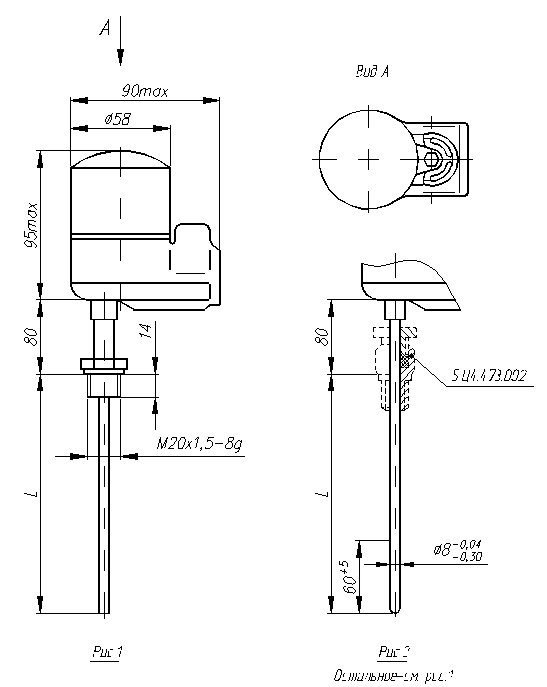 А
Вид А
90max
ø58
95max
80
14
M20x1,5-8g
L
80
5Ц4.473.002
L
ø8-0,04
-0,30
60+5
Рис 1
Рис 2
Остальное-см. рис.1